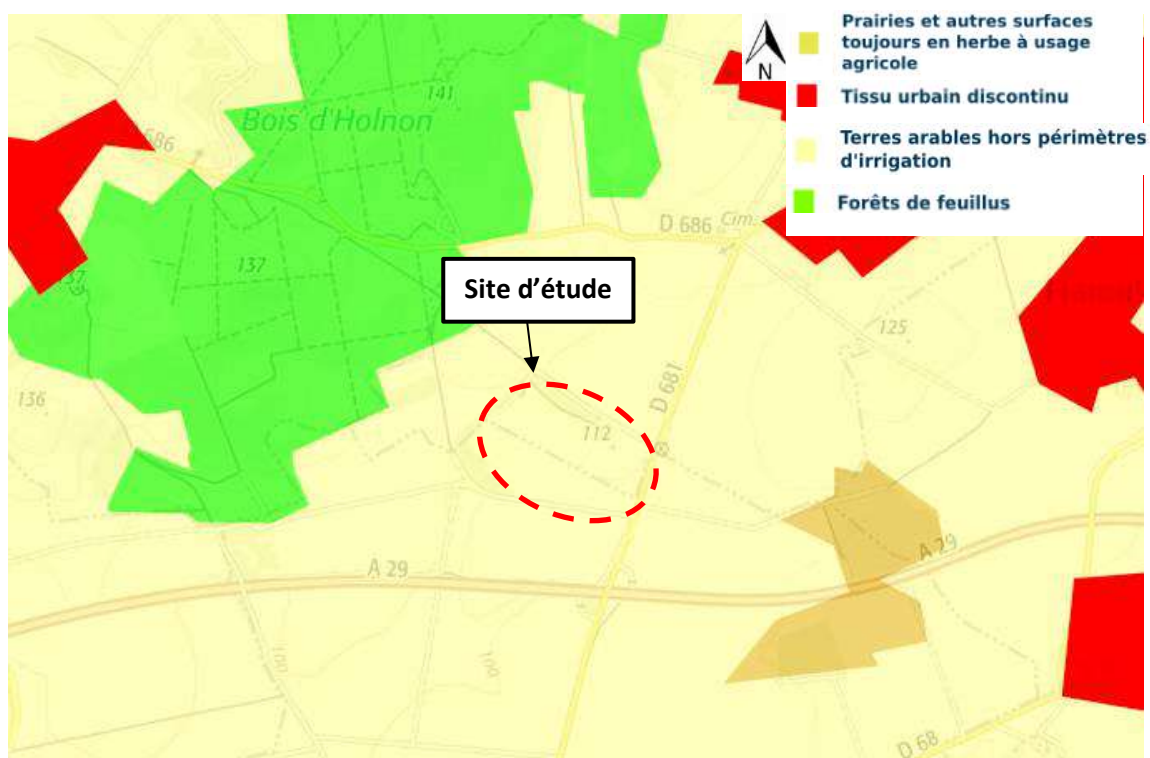 Prairies et autres surfaces
toujours en herbe à usage
agricole
N
Tissu urbain discontinu
Terres arables hors périmètres
d'irrigation
Forêts de feuillus
141
Bois d'Holnon
686
D 686
Cim.
137
137
Site d'étude
125
136
D 681
112
A 29
A 29
100
100
D 68